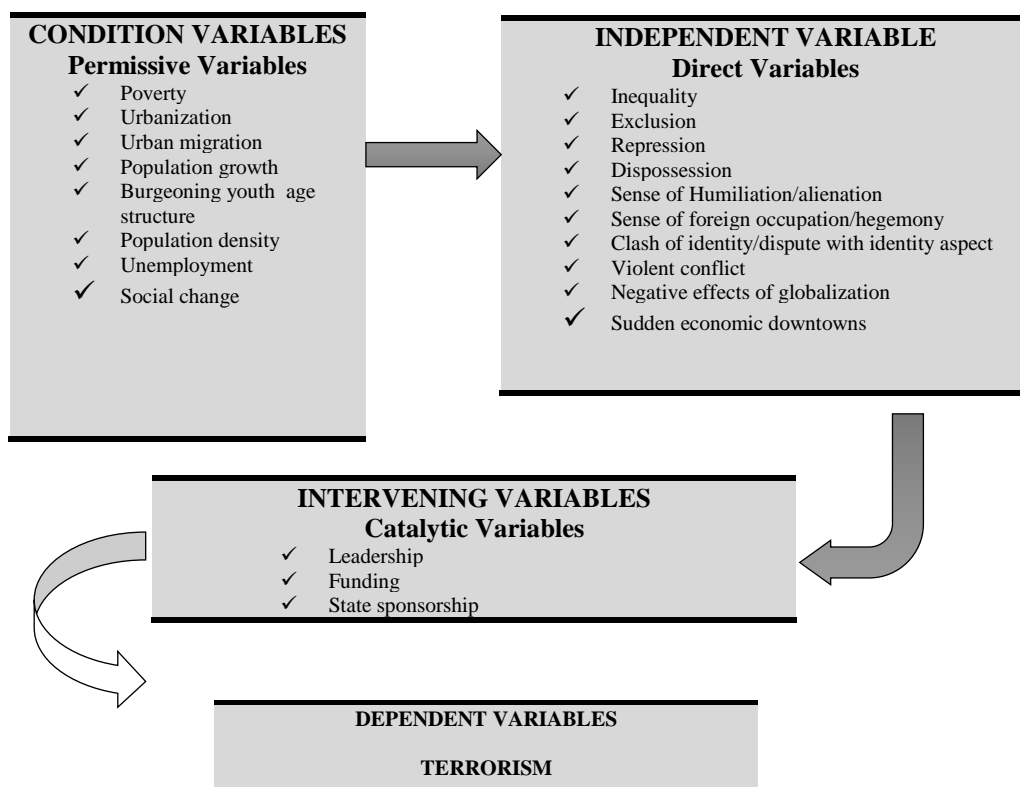 CONDITION VARIABLES
Permissive Variables
✓ Poverty
✓ Urbanization
✓ Urban migration
✓ Population growth
✓ Burgeoning youth age
structure
✓ Population density
✓ Unemployment
✓ Social change
INDEPENDENT VARIABLE
Direct Variables
✓ Inequality
✓ Exclusion
✓ Repression
✓ Dispossession
✓ Sense of Humiliation/alienation
✓ Sense of foreign occupation/hegemony
✓ Clash of identity/dispute with identity aspect
✓ Violent conflict
✓ Negative effects of globalization
✓ Sudden economic downtowns
INTERVENING VARIABLES
Catalytic Variables
✓ Leadership
✓ Funding
✓ State sponsorship
DEPENDENT VARIABLES
TERRORISM